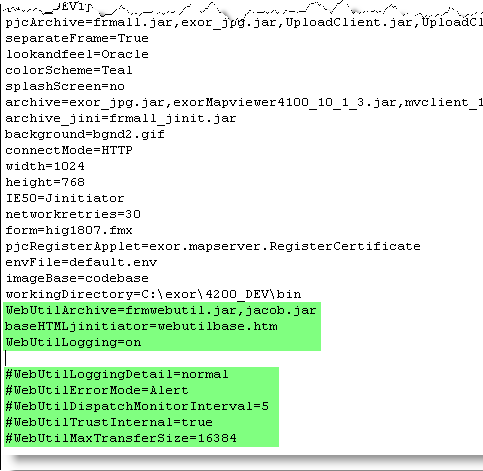 pjcArchive=frmall.jar,exor_jpg.jar,UploadClient.jar,UploadCl
separateFrame=True
lookandfeel=Oracle
colorScheme=Teal
splashScreen=no
archive=exor_jpg.jar,exorMapviewer4100_10_1_3.jar,mvclient_1
archive_jini=frmall_jinit.jar
background=bgnd2.gif
connectMode=HTTP
width=1024
height=768
IE50=Jinitiator
networkretries=30
form=hig1807.fmx
pjcRegisterApplet=exor.mapserver.RegisterCertificate
envFile=default.env
imageBase=codebase
workingDirectory=C:\exor\4200_DEV\bin
WebUtilArchive=frmwebutil.jar,jacob.jar
baseHTMLjinitiator=webutilbase.htm
WebUtilLogging=on
#WebUtilLoggingDetail=normal
#WebUtilErrorMode=Alert
#WebUtilDispatchMonitorInterval=5
#WebUtilTrustInternal=true
#WebUtilMaxTransferSize=16384